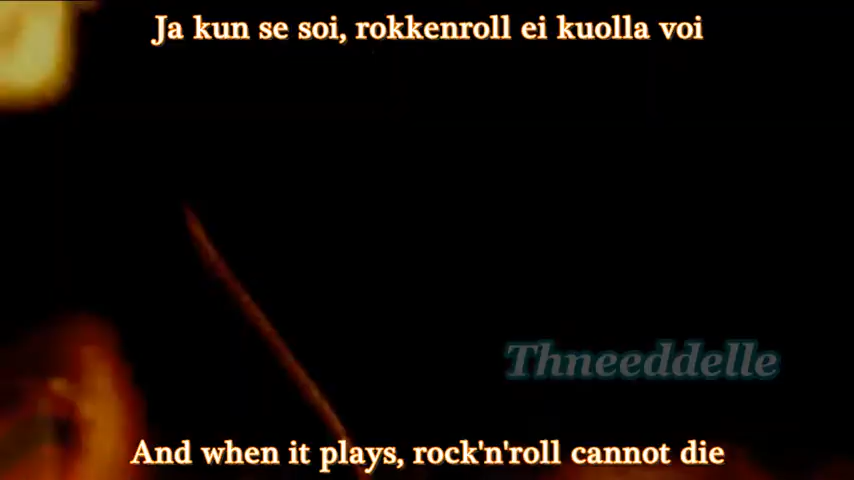 Ja kun se soi, rokkenroll ei kuolla voi
Thneeddelle
And when it plays, rock'n'roll cannot die